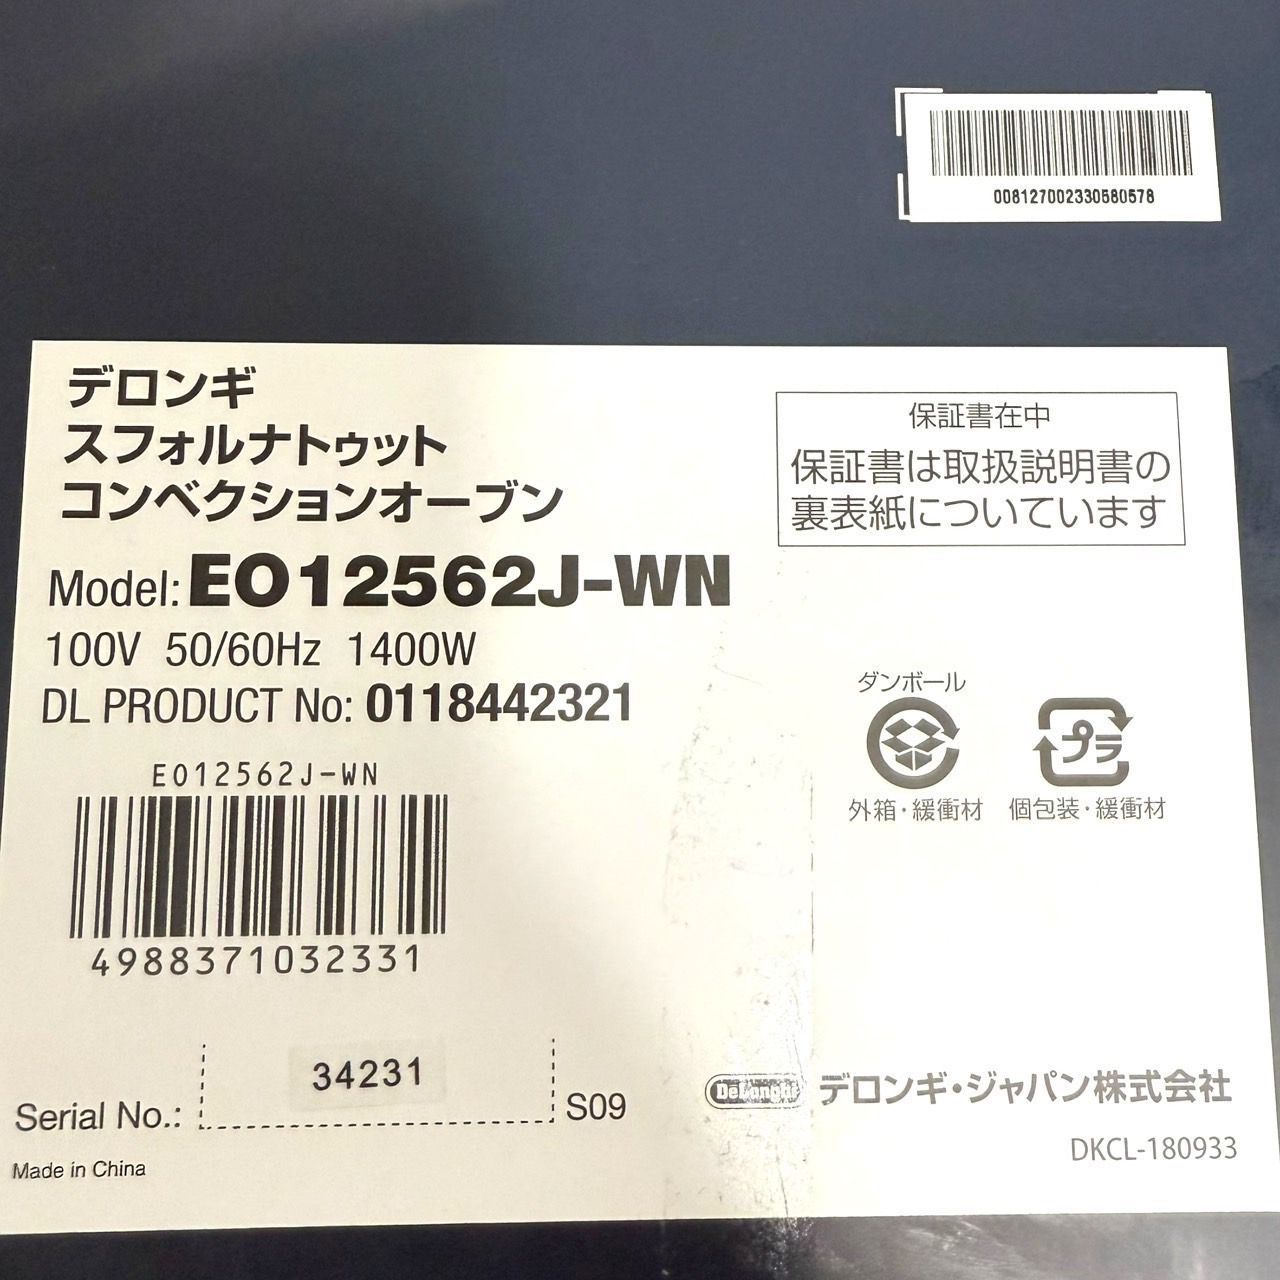 008127002330580578
デロンギ
スフォルナトゥット
コンベクションオーブン
Model: EO12562J-WN
100V 50/60Hz 1400W
DL PRODUCT No: 0118442321
EO12562J-WN
4988371032331
保証書在中
保証書は取扱説明書の
裏表紙についています
ダンボール
外箱・緩衝材
プラ
個包装・緩衝材
34231
Serial No.: S09
Made in China
DeLonghi デロンギ・ジャパン株式会社
DKCL-180933